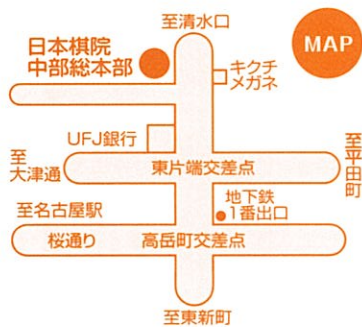 至清水口
MAP
日本棋院
中部総本部
キクチ
メガネ
UFJ銀行
至
大津通
東片端交差点
至平田町
地下鉄
1番出口
至名古屋駅
桜通り
高岳町交差点
至東新町